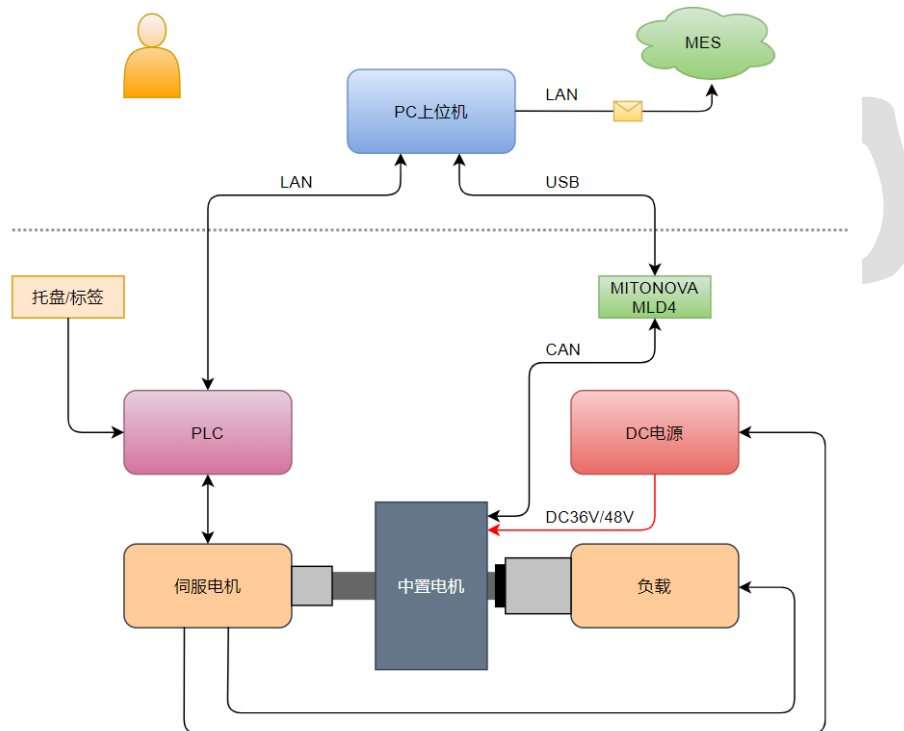 MES
LAN
PC上位机
LAN
USB
托盘/标签
MITONOVA
MLD4
CAN
PLC
DC电源
DC36V/48V
伺服电机
中置电机
负载